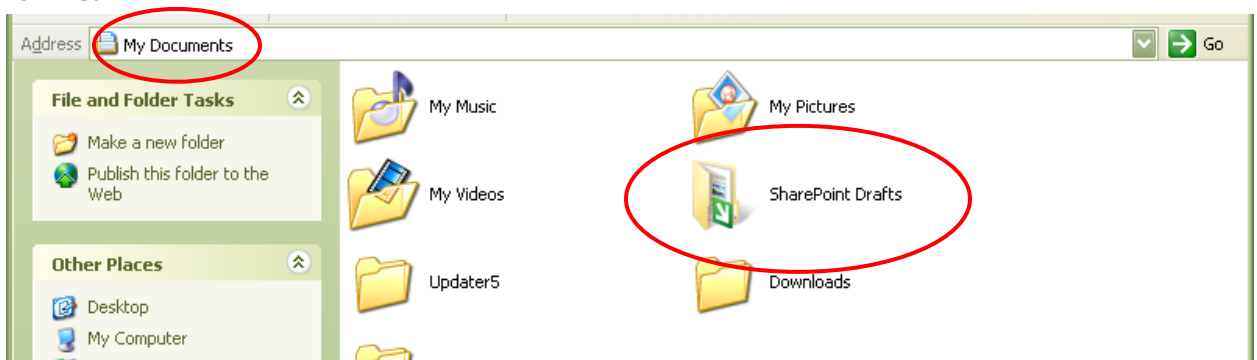 Address My Documents Go
File and Folder Tasks
Make a new folder
Publish this folder to the
Web
Other Places
Desktop
My Computer
My Music
My Pictures
My Videos
SharePoint Drafts
Updater5
Downloads